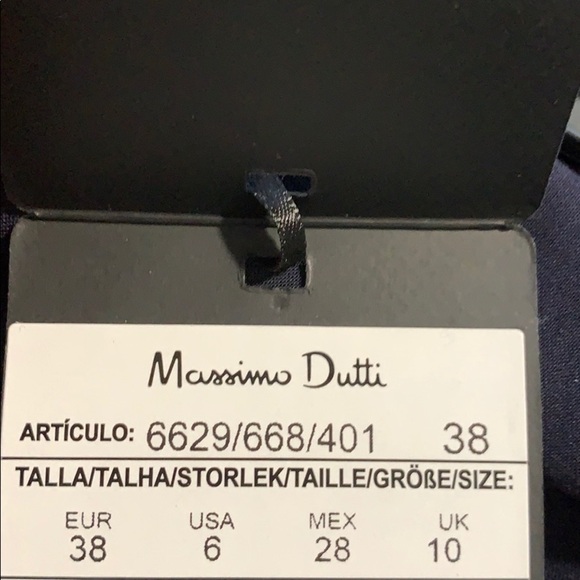 Massimo Dutti
ARTÍCULO: 6629/668/401 38
TALLA/TALHA/STORLEK/TAILLE/GRÖßE/SIZE:
EUR USA MEX UK
38 6 28 10